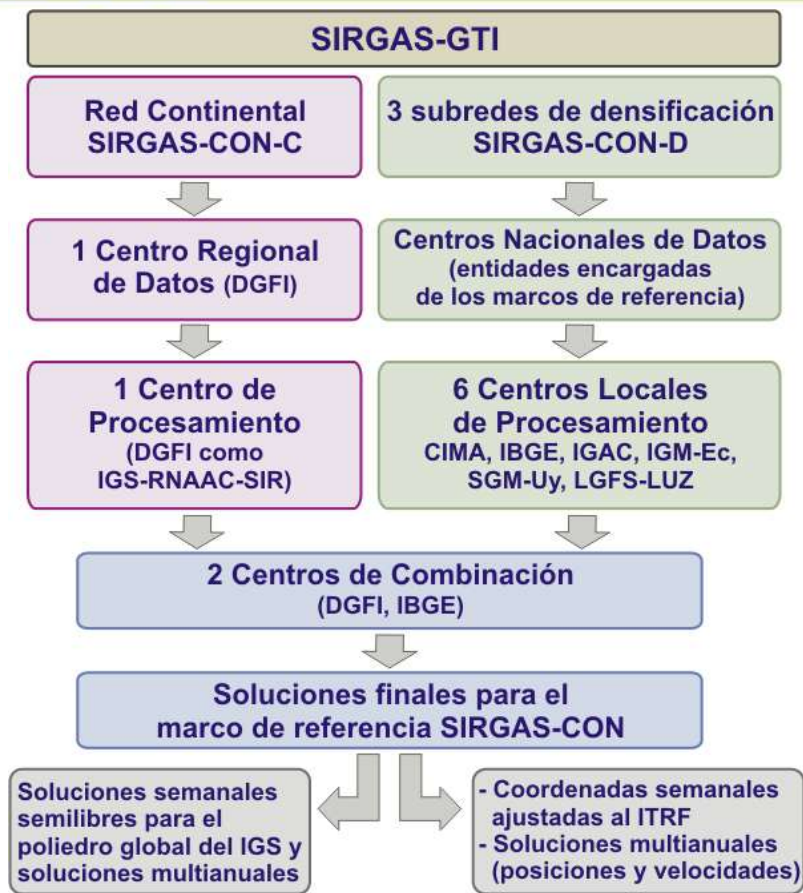 SIRGAS-GTI
Red Continental
SIRGAS-CON-C
3 subredes de densificación
SIRGAS-CON-D
1 Centro Regional
de Datos (DGFI)
Centros Nacionales de Datos
(entidades encargadas
de los marcos de referencia)
1 Centro de
Procesamiento
(DGFI como
IGS-RNAAC-SIR)
6 Centros Locales
de Procesamiento
CIMA, IBGE, IGAC, IGM-Ec,
SGM-Uy, LGFS-LUZ
2 Centros de Combinación
(DGFI, IBGE)
Soluciones finales para el
marco de referencia SIRGAS-CON
Soluciones semanales
semilibres para el
poliedro global del IGS y
soluciones multianuales
- Coordenadas semanales
ajustadas al ITRF
- Soluciones multianuales
(posiciones y velocidades)